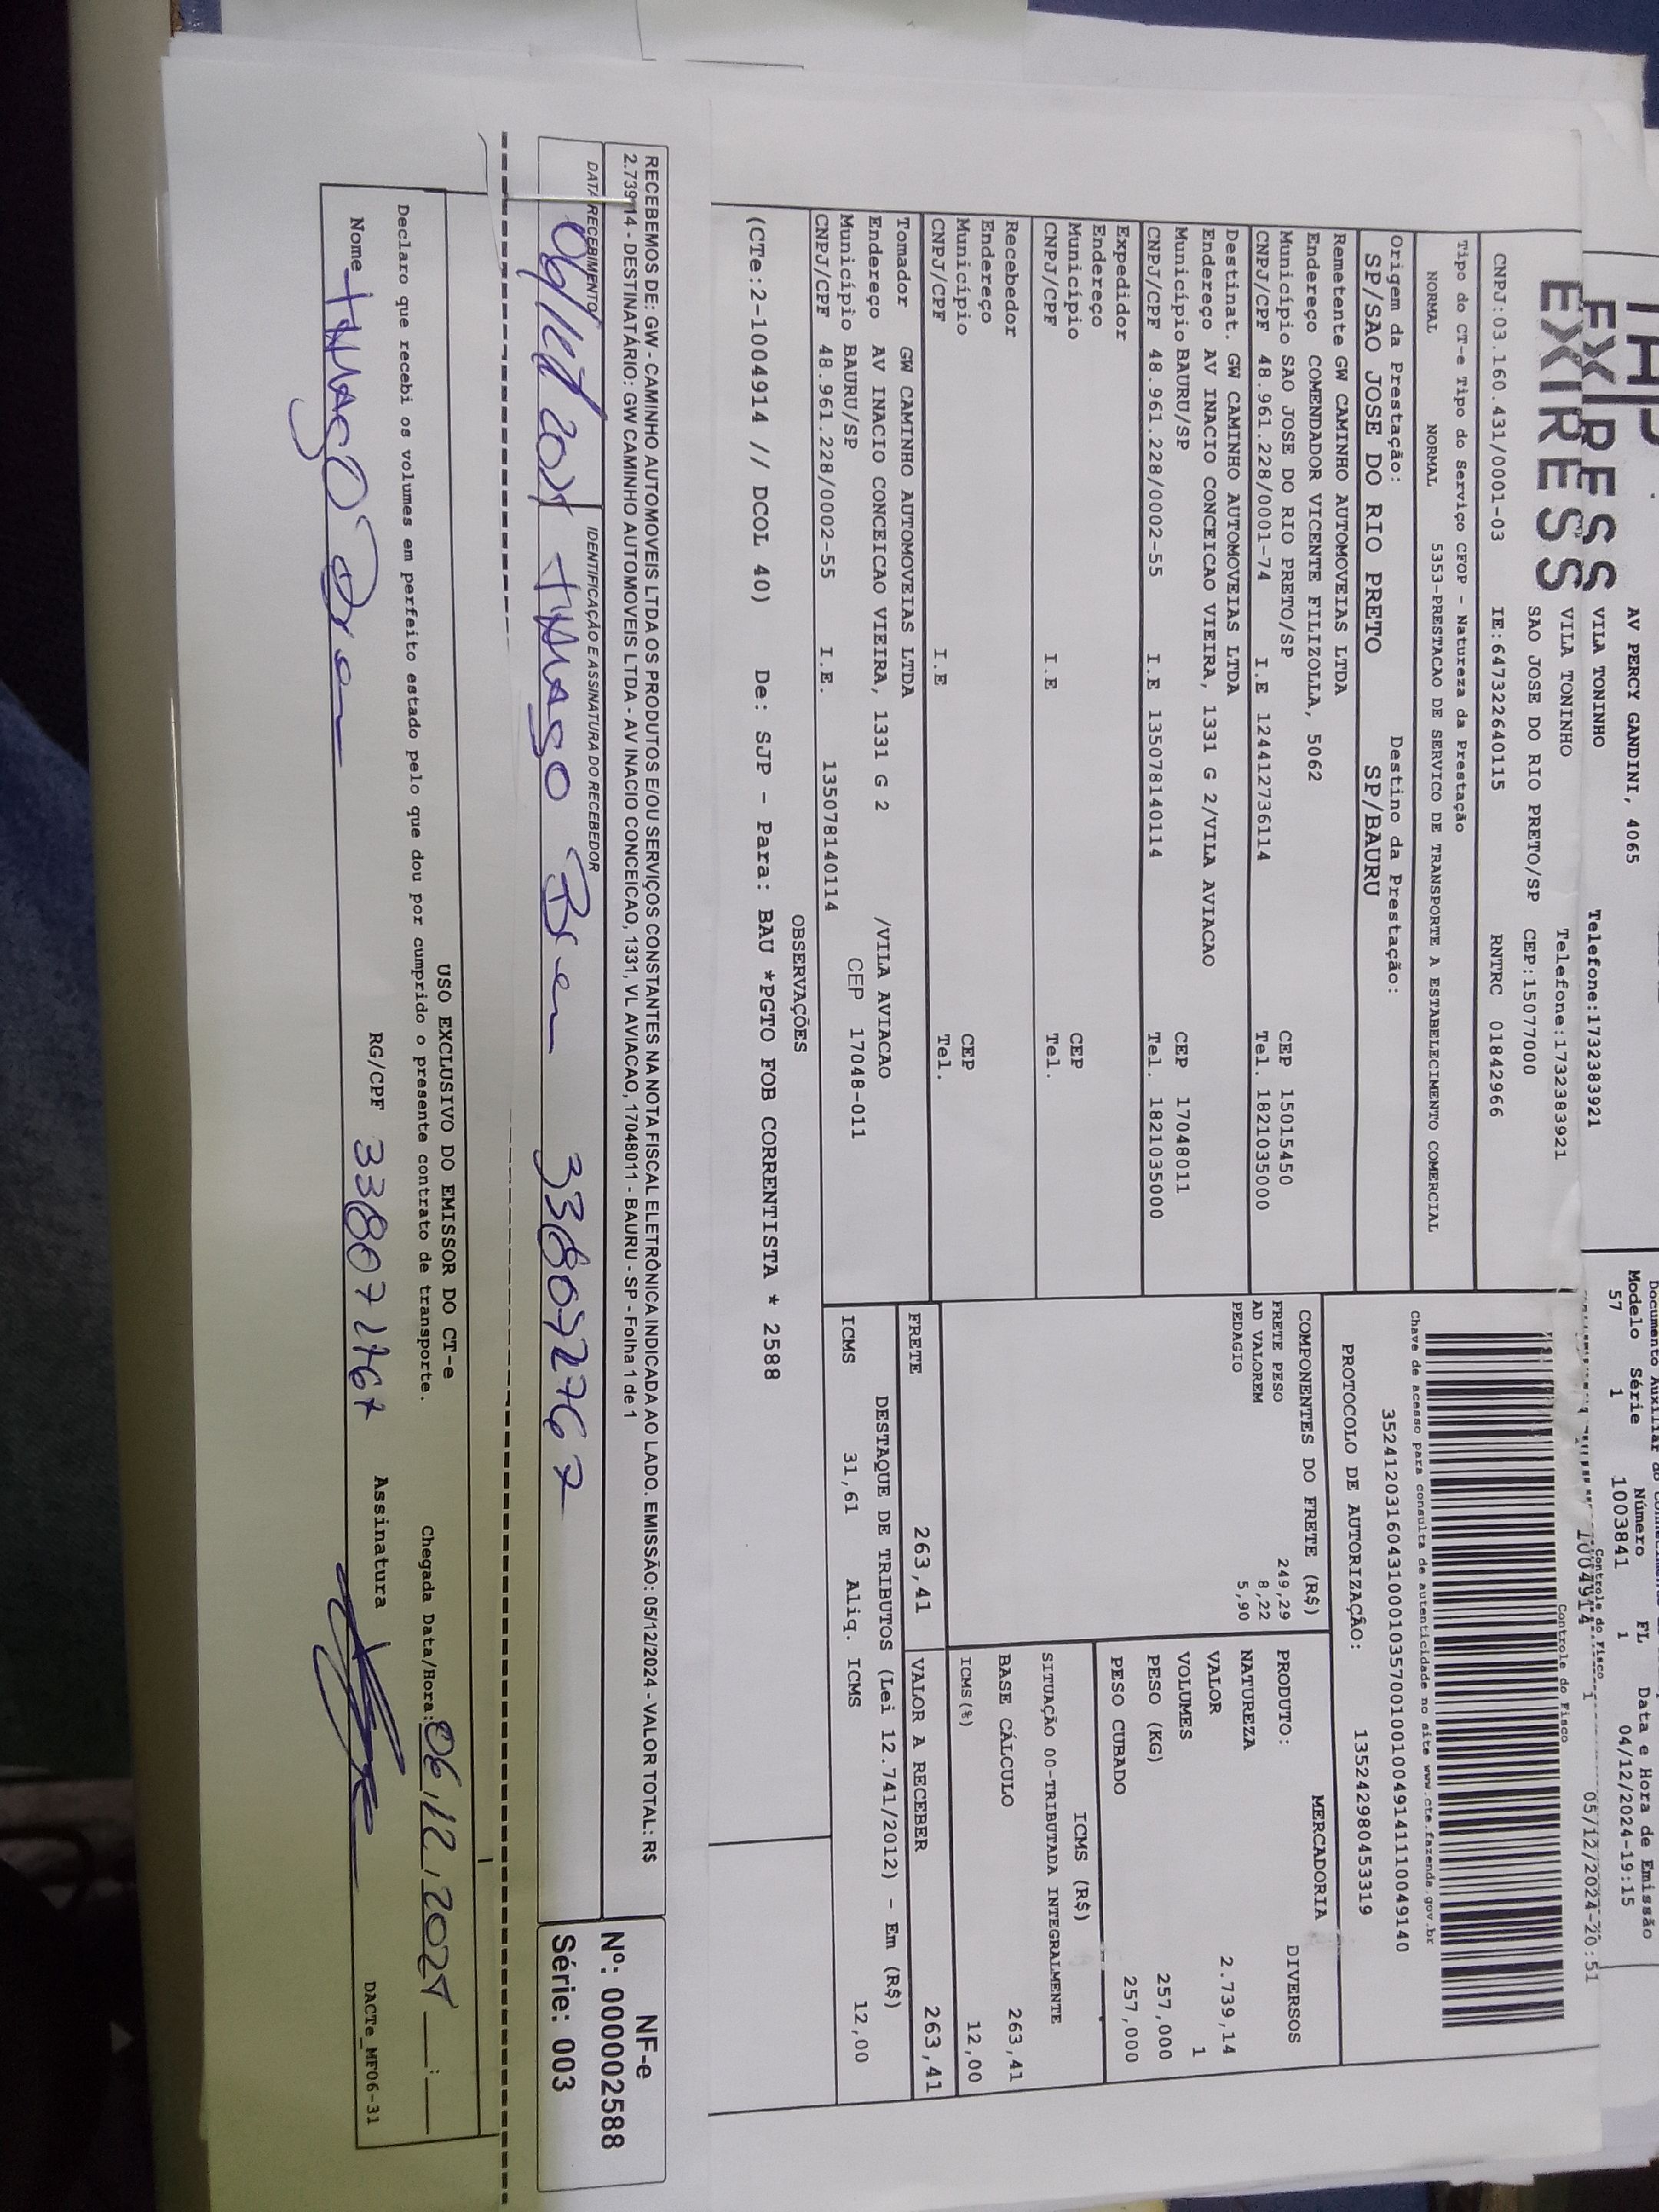 AV PERCY GANDINI, 4065
VILA TONINHO Telefone:1732383921
EXPRESS
VILA TONINHO Telefone:1732383921
SAO JOSE DO RIO PRETO/SP CEP:15077000
CNPJ:03.160.431/0001-03 IE:647322640115 RNTRC 01842966
Modelo Série Número FL Data e Hora de Emissão
57 1 1003841 1 04/12/2024-19:15
Controle do Fisco
1004914 1 05/12/2024-20:51
Controle do Fisco
Tipo do CT-e Tipo do Serviço CFOP - Natureza da Prestação
NORMAL NORMAL 5353-PRESTACAO DE SERVICO DE TRANSPORTE A ESTABELECIMENTO COMERCIAL
Chave de acesso para consulta de autenticidade no site www.cte.fazenda.gov.br
35241203160431000103570010010049141110049140
Origem da Prestação: Destino da Prestação:
SP/SAO JOSE DO RIO PRETO SP/BAURU
PROTOCOLO DE AUTORIZAÇÃO: 135242980453319
Remetente GW CAMINHO AUTOMOVEIAS LTDA
Endereço COMENDADOR VICENTE FILIZOLLA, 5062
Município SAO JOSE DO RIO PRETO/SP CEP 15015450
CNPJ/CPF 48.961.228/0001-74 I.E 124412736114 Tel. 1821035000
Destinat. GW CAMINHO AUTOMOVEIAS LTDA
Endereço AV INACIO CONCEICAO VIEIRA, 1331 G 2/VILA AVIACAO
Município BAURU/SP CEP 17048011
CNPJ/CPF 48.961.228/0002-55 I.E 135078140114 Tel. 1821035000
Expedidor
Endereço
Município CEP
CNPJ/CPF I.E Tel.
Recebedor
Endereço
Município CEP
CNPJ/CPF I.E Tel.
Tomador GW CAMINHO AUTOMOVEIAS LTDA
Endereço AV INACIO CONCEICAO VIEIRA, 1331 G 2 /VILA AVIACAO
Município BAURU/SP CEP 17048-011
CNPJ/CPF 48.961.228/0002-55 I.E. 135078140114
COMPONENTES DO FRETE (R$)
FRETE PESO 249,29
AD VALOREM 8,22
PEDAGIO 5,90
MERCADORIA
PRODUTO: DIVERSOS
NATUREZA
VALOR 2.739,14
VOLUMES 1
PESO (KG) 257,000
PESO CUBADO 257,000
ICMS (R$)
SITUAÇÃO 00-TRIBUTADA INTEGRALMENTE
BASE CÁLCULO 263,41
ICMS(%) 12,00
FRETE 263,41 VALOR A RECEBER 263,41
DESTAQUE DE TRIBUTOS (Lei 12.741/2012) - Em (R$)
ICMS 31,61 Aliq. ICMS 12,00
OBSERVAÇÕES
(CTe:2-1004914 // DCOL 40) De: SJP - Para: BAU *PGTO FOB CORRENTISTA * 2588
RECEBEMOS DE: GW - CAMINHO AUTOMOVEIS LTDA OS PRODUTOS E/OU SERVIÇOS CONSTANTES NA NOTA FISCAL ELETRÔNICA INDICADA AO LADO. EMISSÃO: 05/12/2024 - VALOR TOTAL: R$
2.739,14 - DESTINATÁRIO: GW CAMINHO AUTOMOVEIS LTDA - AV INACIO CONCEICAO, 1331, VL AVIACAO, 17048011 - BAURU - SP - Folha 1 de 1
DATA RECEBIMENTO IDENTIFICAÇÃO E ASSINATURA DO RECEBEDOR
06/12/2024 THIAGO 338072767
NF-e
Nº: 000002588
Série: 003
USO EXCLUSIVO DO EMISSOR DO CT-e
Declaro que recebi os volumes em perfeito estado pelo que dou por cumprido o presente contrato de transporte. Chegada Data/Hora: 06/12/2024 __:__
Nome THIAGO RG/CPF 338072767 Assinatura
DACTe_MF06-31